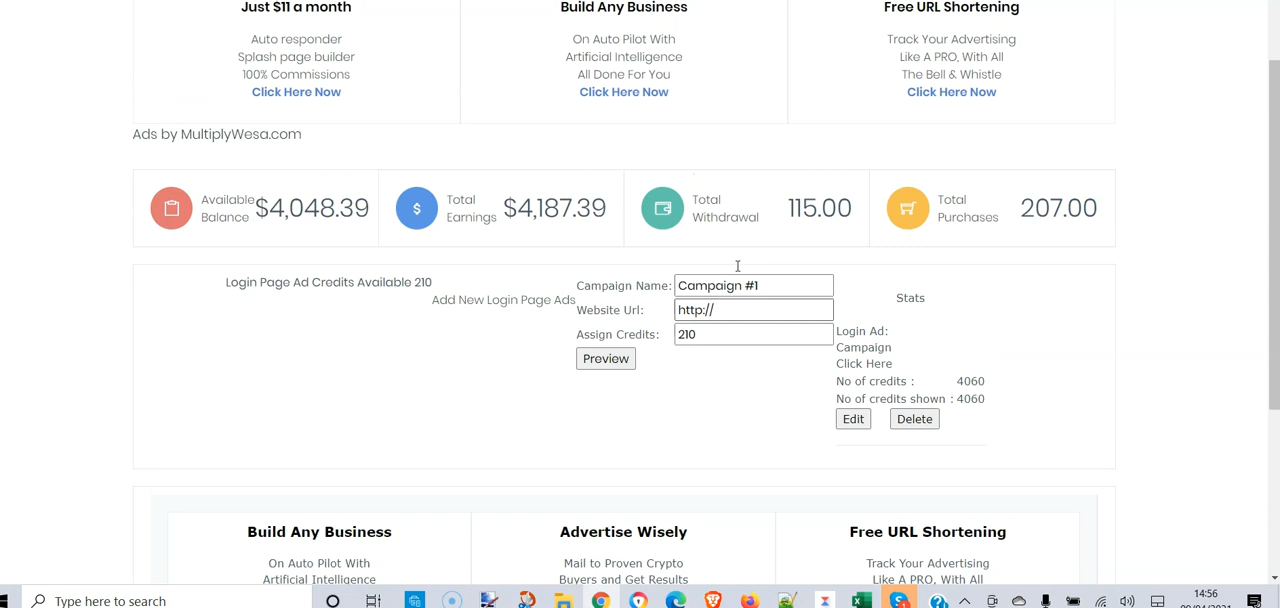 Just $11 a month
Auto responder
Splash page builder
100% Commissions
Click Here Now
Build Any Business
On Auto Pilot With
Artificial Intelligence
All Done For You
Click Here Now
Free URL Shortening
Track Your Advertising
Like A PRO, With All
The Bell & Whistle
Click Here Now
Ads by MultiplyWesa.com
Available
Balance
$4,048.39
Total
Earnings
$4,187.39
Total
Withdrawal
115.00
Total
Purchases
207.00
Login Page Ad Credits Available 210
Add New Login Page Ads
Campaign Name: Campaign #1
Website Url: http://
Assign Credits: 210
Preview
Stats
Login Ad:
Campaign
Click Here
No of credits : 4060
No of credits shown : 4060
Edit Delete
Build Any Business
On Auto Pilot With
Artificial Intelligence
Advertise Wisely
Mail to Proven Crypto
Buyers and Get Results
Free URL Shortening
Track Your Advertising
Like A PRO, With All
Type here to search
14:56